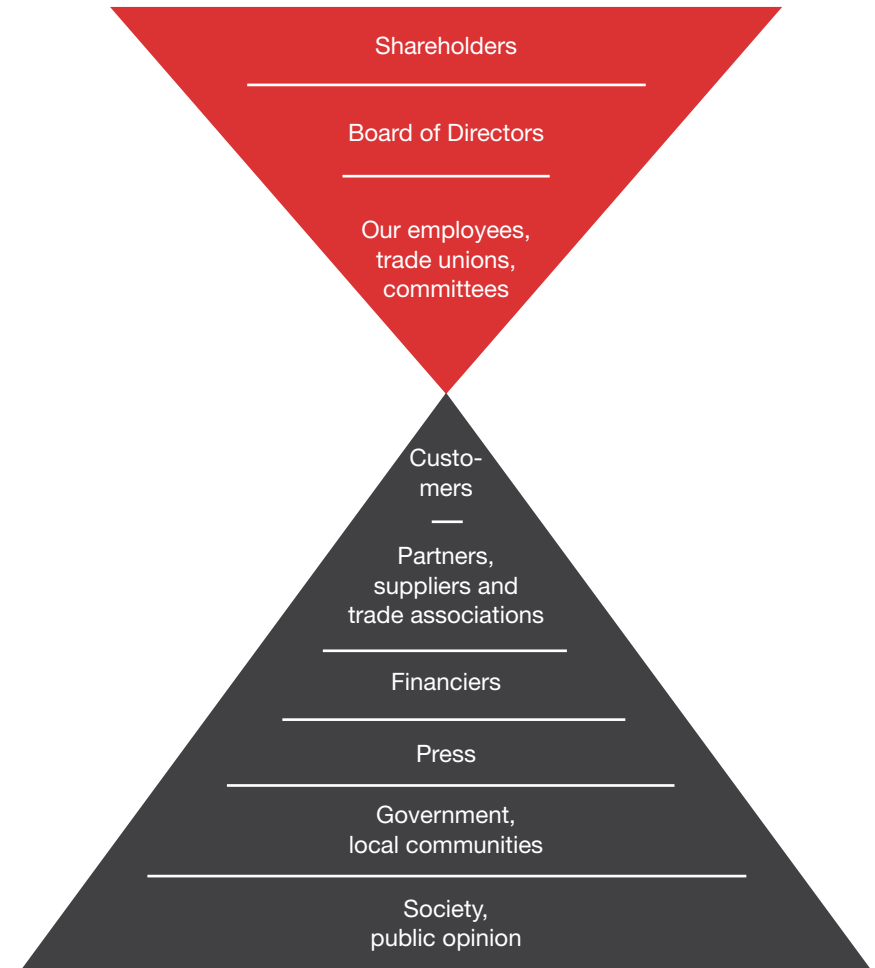 Shareholders
Board of Directors
Our employees,
trade unions,
committees
Custo-
mers
Partners,
suppliers and
trade associations
Financiers
Press
Government,
local communities
Society,
public opinion